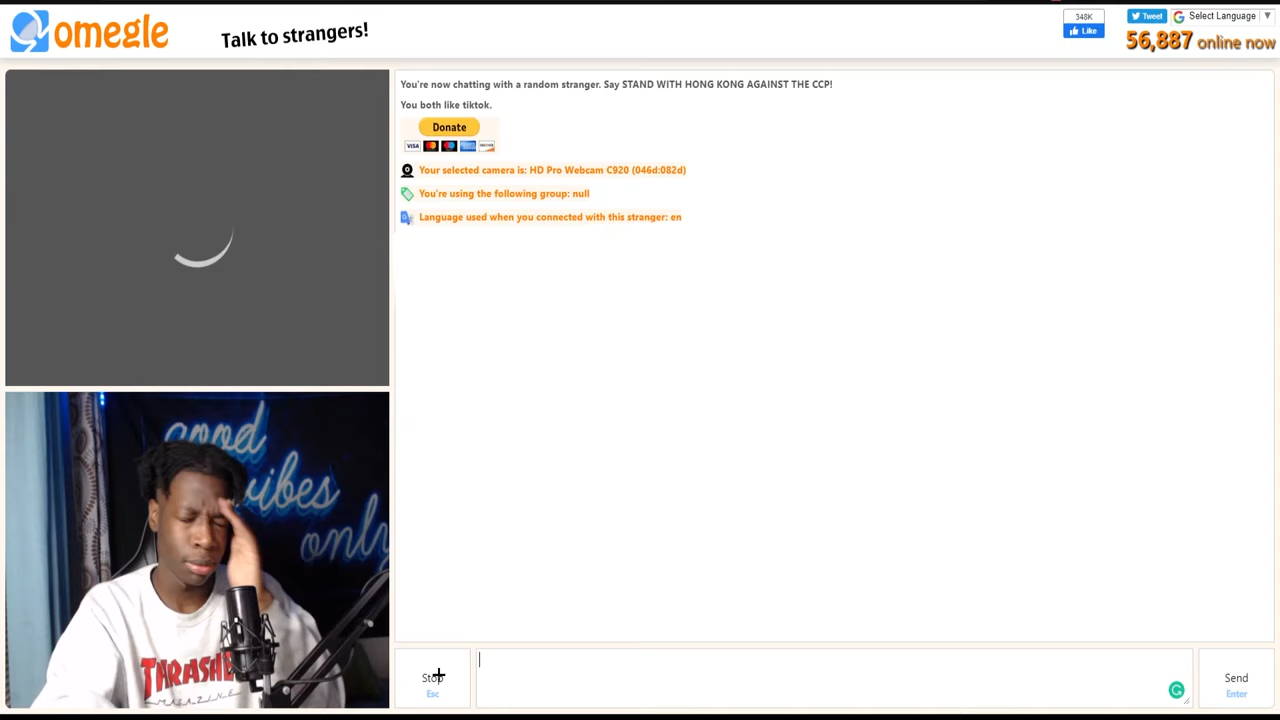 omegle
Talk to strangers!
348K
Like
Tweet
Select Language ▼
56,887 online now
You're now chatting with a random stranger. Say STAND WITH HONG KONG AGAINST THE CCP!
You both like tiktok.
Donate
VISA
Your selected camera is: HD Pro Webcam C920 (046d:082d)
You're using the following group: null
Language used when you connected with this stranger: en
good
vibes
only
THRASHE
MAGAZINE
Stop
Esc
Send
Enter